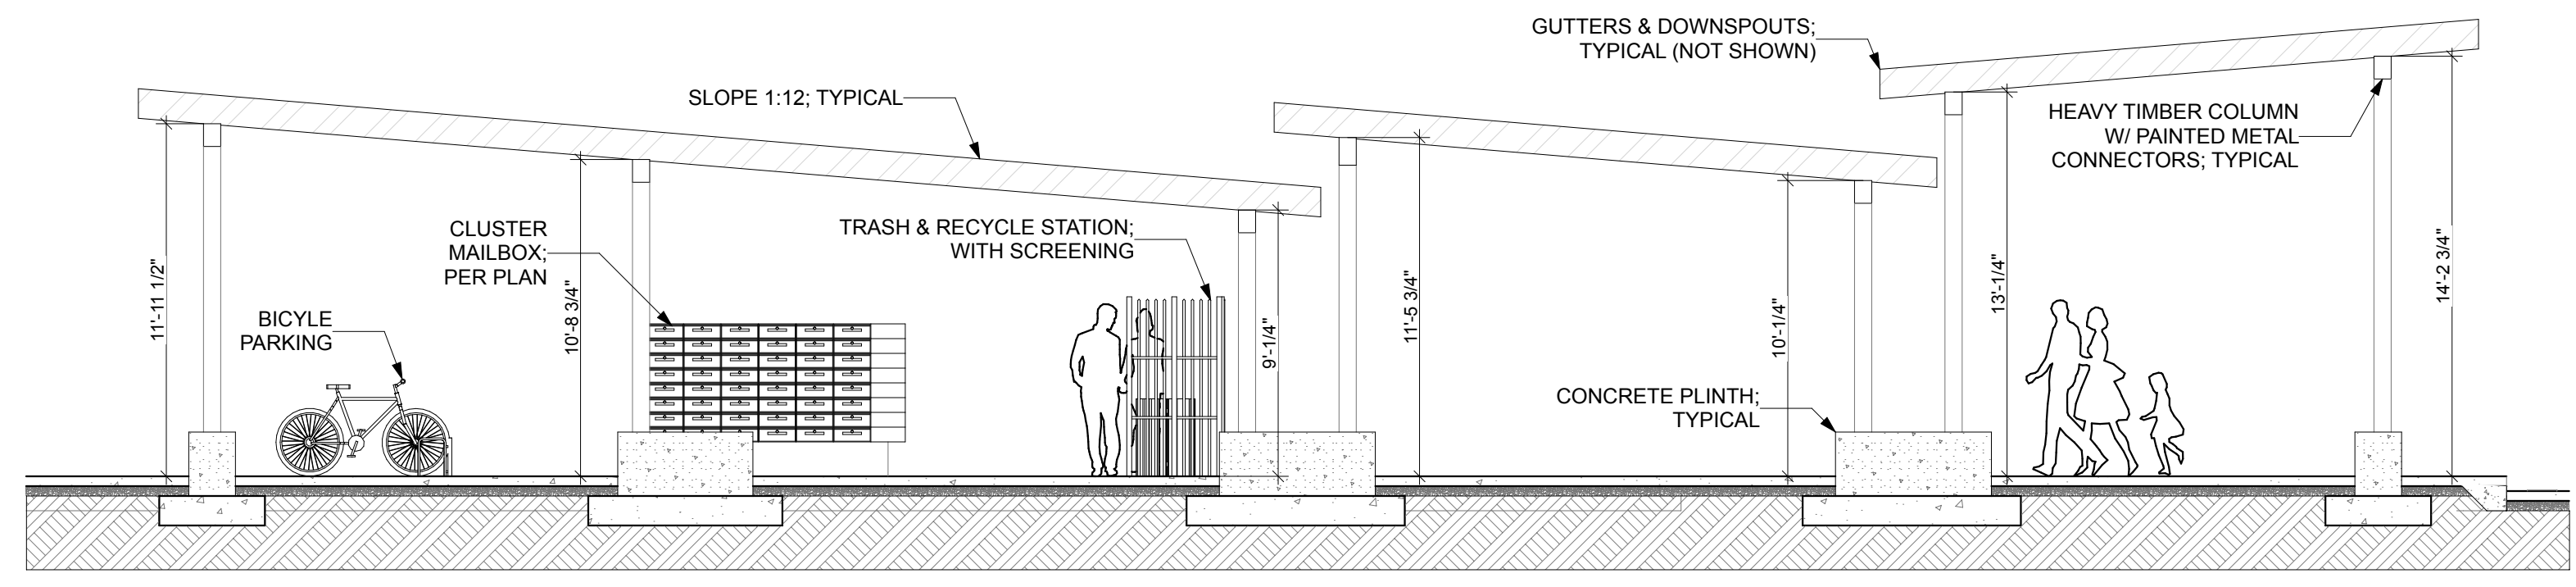 GUTTERS & DOWNSPOUTS;
TYPICAL (NOT SHOWN)
SLOPE 1:12; TYPICAL
HEAVY TIMBER COLUMN
W/ PAINTED METAL
CONNECTORS; TYPICAL
CLUSTER
MAILBOX;
PER PLAN
TRASH & RECYCLE STATION;
WITH SCREENING
BICYLE
PARKING
CONCRETE PLINTH;
TYPICAL
11'-11 1/2"
10'-8 3/4"
9'-1/4"
11'-5 3/4"
10'-1/4"
13'-1/4"
14'-2 3/4"